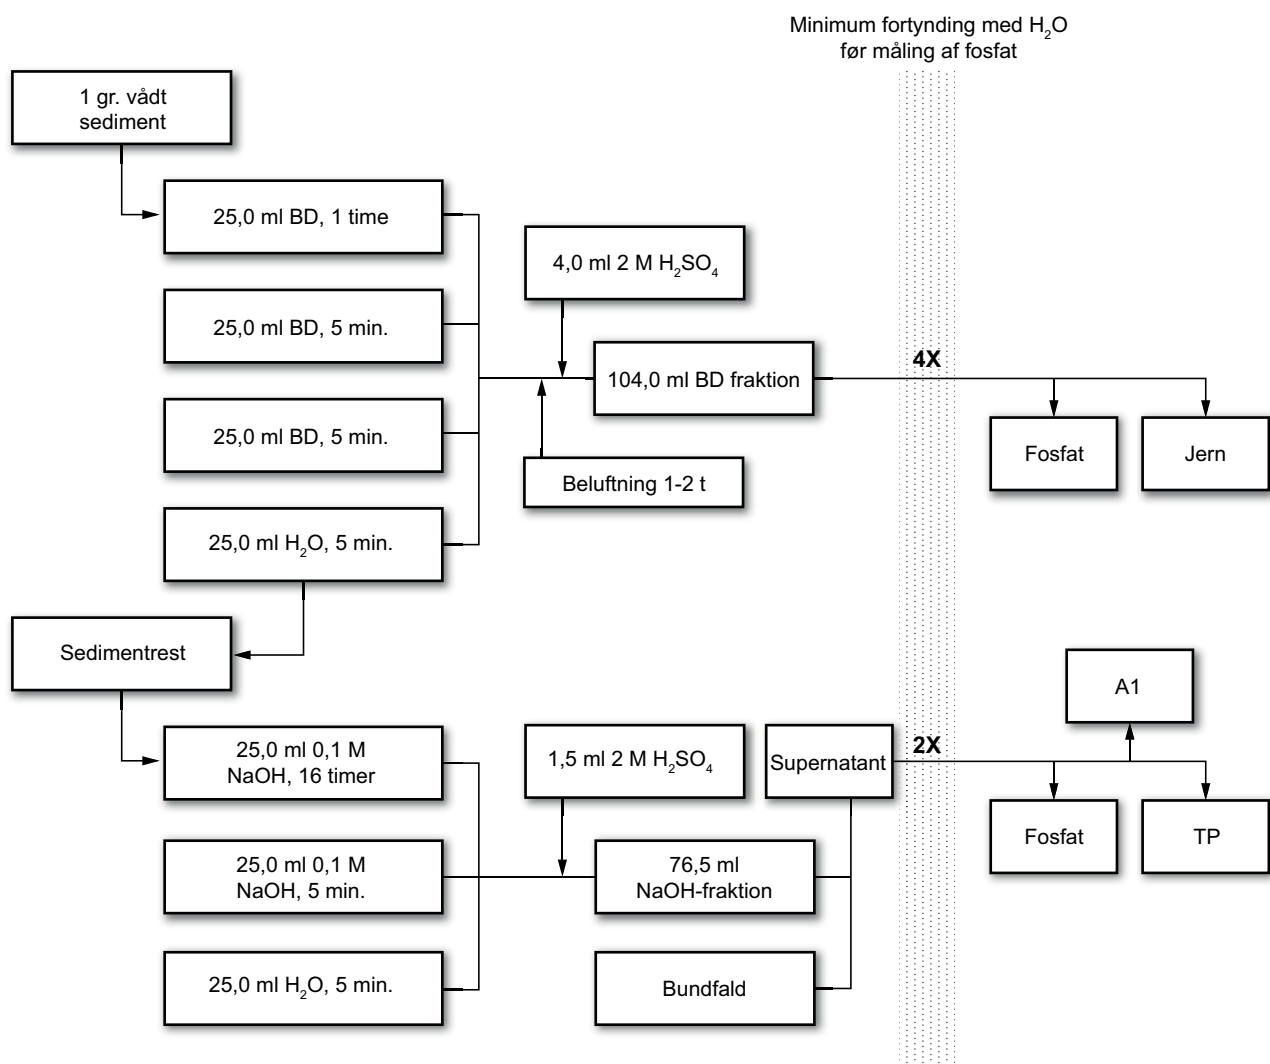 Minimum fortynding med H₂O
før måling af fosfat
1 gr. vådt
sediment
25,0 ml BD, 1 time
4,0 ml 2 M H₂SO₄
25,0 ml BD, 5 min.
104,0 ml BD fraktion
4X
25,0 ml BD, 5 min.
Fosfat
Jern
Beluftning 1-2 t
25,0 ml H₂O, 5 min.
Sedimentrest
A1
25,0 ml 0,1 M
NaOH, 16 timer
1,5 ml 2 M H₂SO₄
Supernatant
2X
Fosfat
TP
25,0 ml 0,1 M
NaOH, 5 min.
76,5 ml
NaOH-fraktion
25,0 ml H₂O, 5 min.
Bundfald